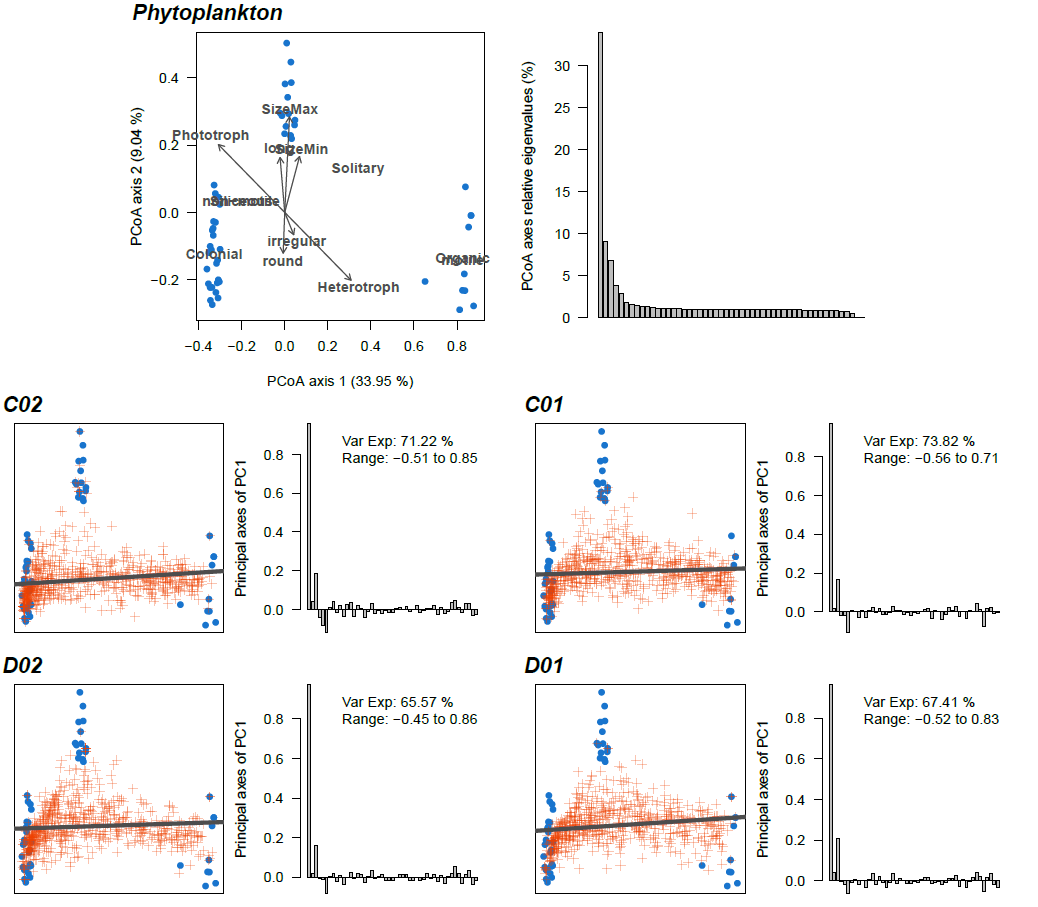 Phytoplankton
PCoA axis 2 (9.04 %)
0.4
0.2
0.0
−0.2
SizeMax
Phototroph
long
SizeMin
Solitary
non−motile
Siliceous
irregular
Colonial
round
Organic
motile
Heterotroph
−0.4
−0.2
0.0
0.2
0.4
0.6
0.8
PCoA axis 1 (33.95 %)
PCoA axes relative eigenvalues (%)
30
25
20
15
10
5
0
C02
Principal axes of PC1
0.8
0.6
0.4
0.2
0.0
Var Exp: 71.22 %
Range: −0.51 to 0.85
C01
Principal axes of PC1
0.8
0.6
0.4
0.2
0.0
Var Exp: 73.82 %
Range: −0.56 to 0.71
D02
Principal axes of PC1
0.8
0.6
0.4
0.2
0.0
Var Exp: 65.57 %
Range: −0.45 to 0.86
D01
Principal axes of PC1
0.8
0.6
0.4
0.2
0.0
Var Exp: 67.41 %
Range: −0.52 to 0.83